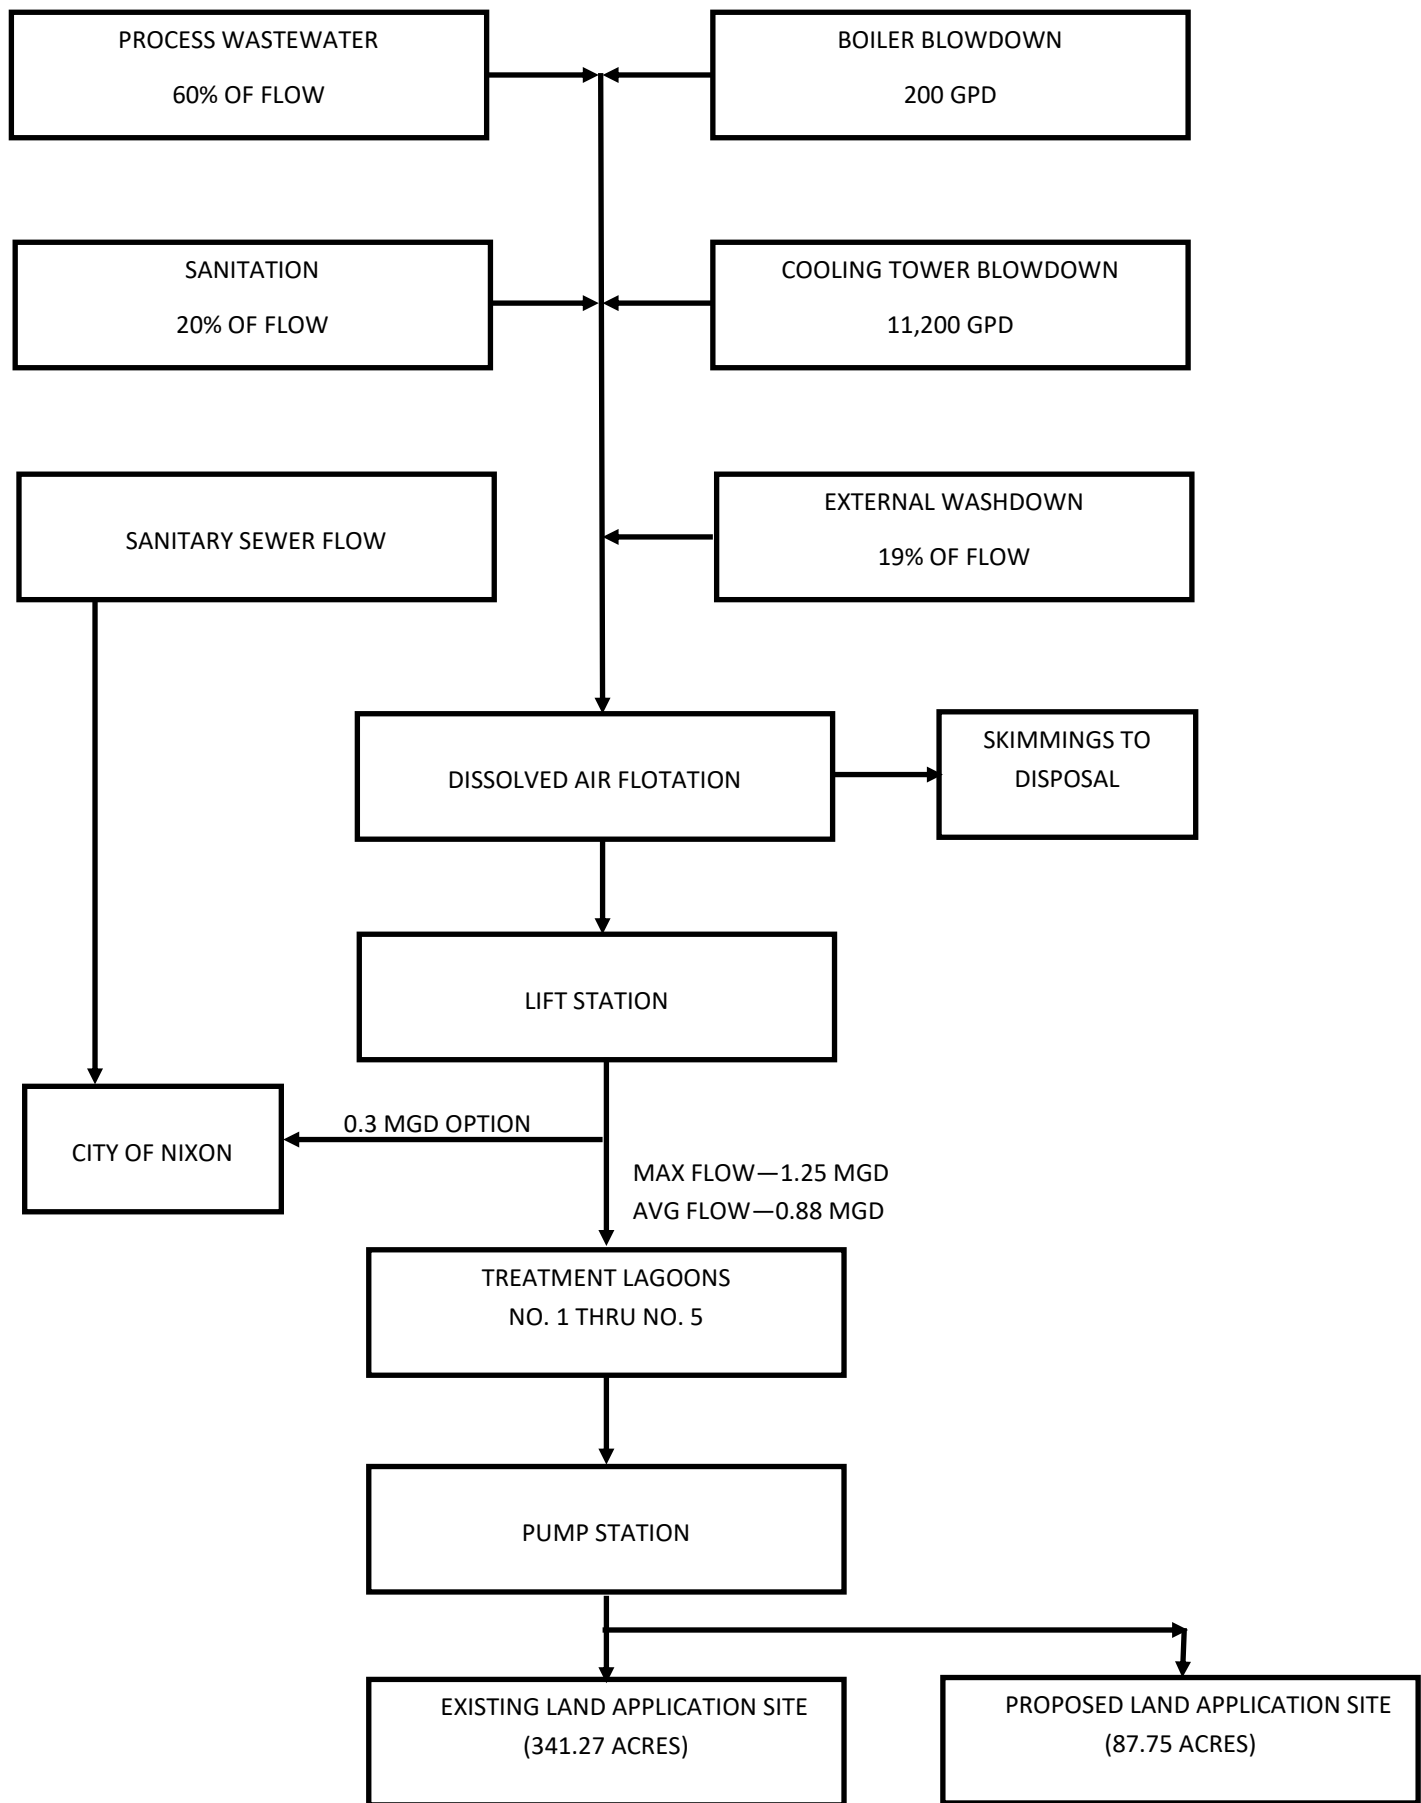 PROCESS WASTEWATER
60% OF FLOW
BOILER BLOWDOWN
200 GPD
SANITATION
20% OF FLOW
COOLING TOWER BLOWDOWN
11,200 GPD
SANITARY SEWER FLOW
EXTERNAL WASHDOWN
19% OF FLOW
DISSOLVED AIR FLOTATION
SKIMMINGS TO
DISPOSAL
LIFT STATION
CITY OF NIXON
0.3 MGD OPTION
MAX FLOW—1.25 MGD
AVG FLOW—0.88 MGD
TREATMENT LAGOONS
NO. 1 THRU NO. 5
PUMP STATION
EXISTING LAND APPLICATION SITE
(341.27 ACRES)
PROPOSED LAND APPLICATION SITE
(87.75 ACRES)